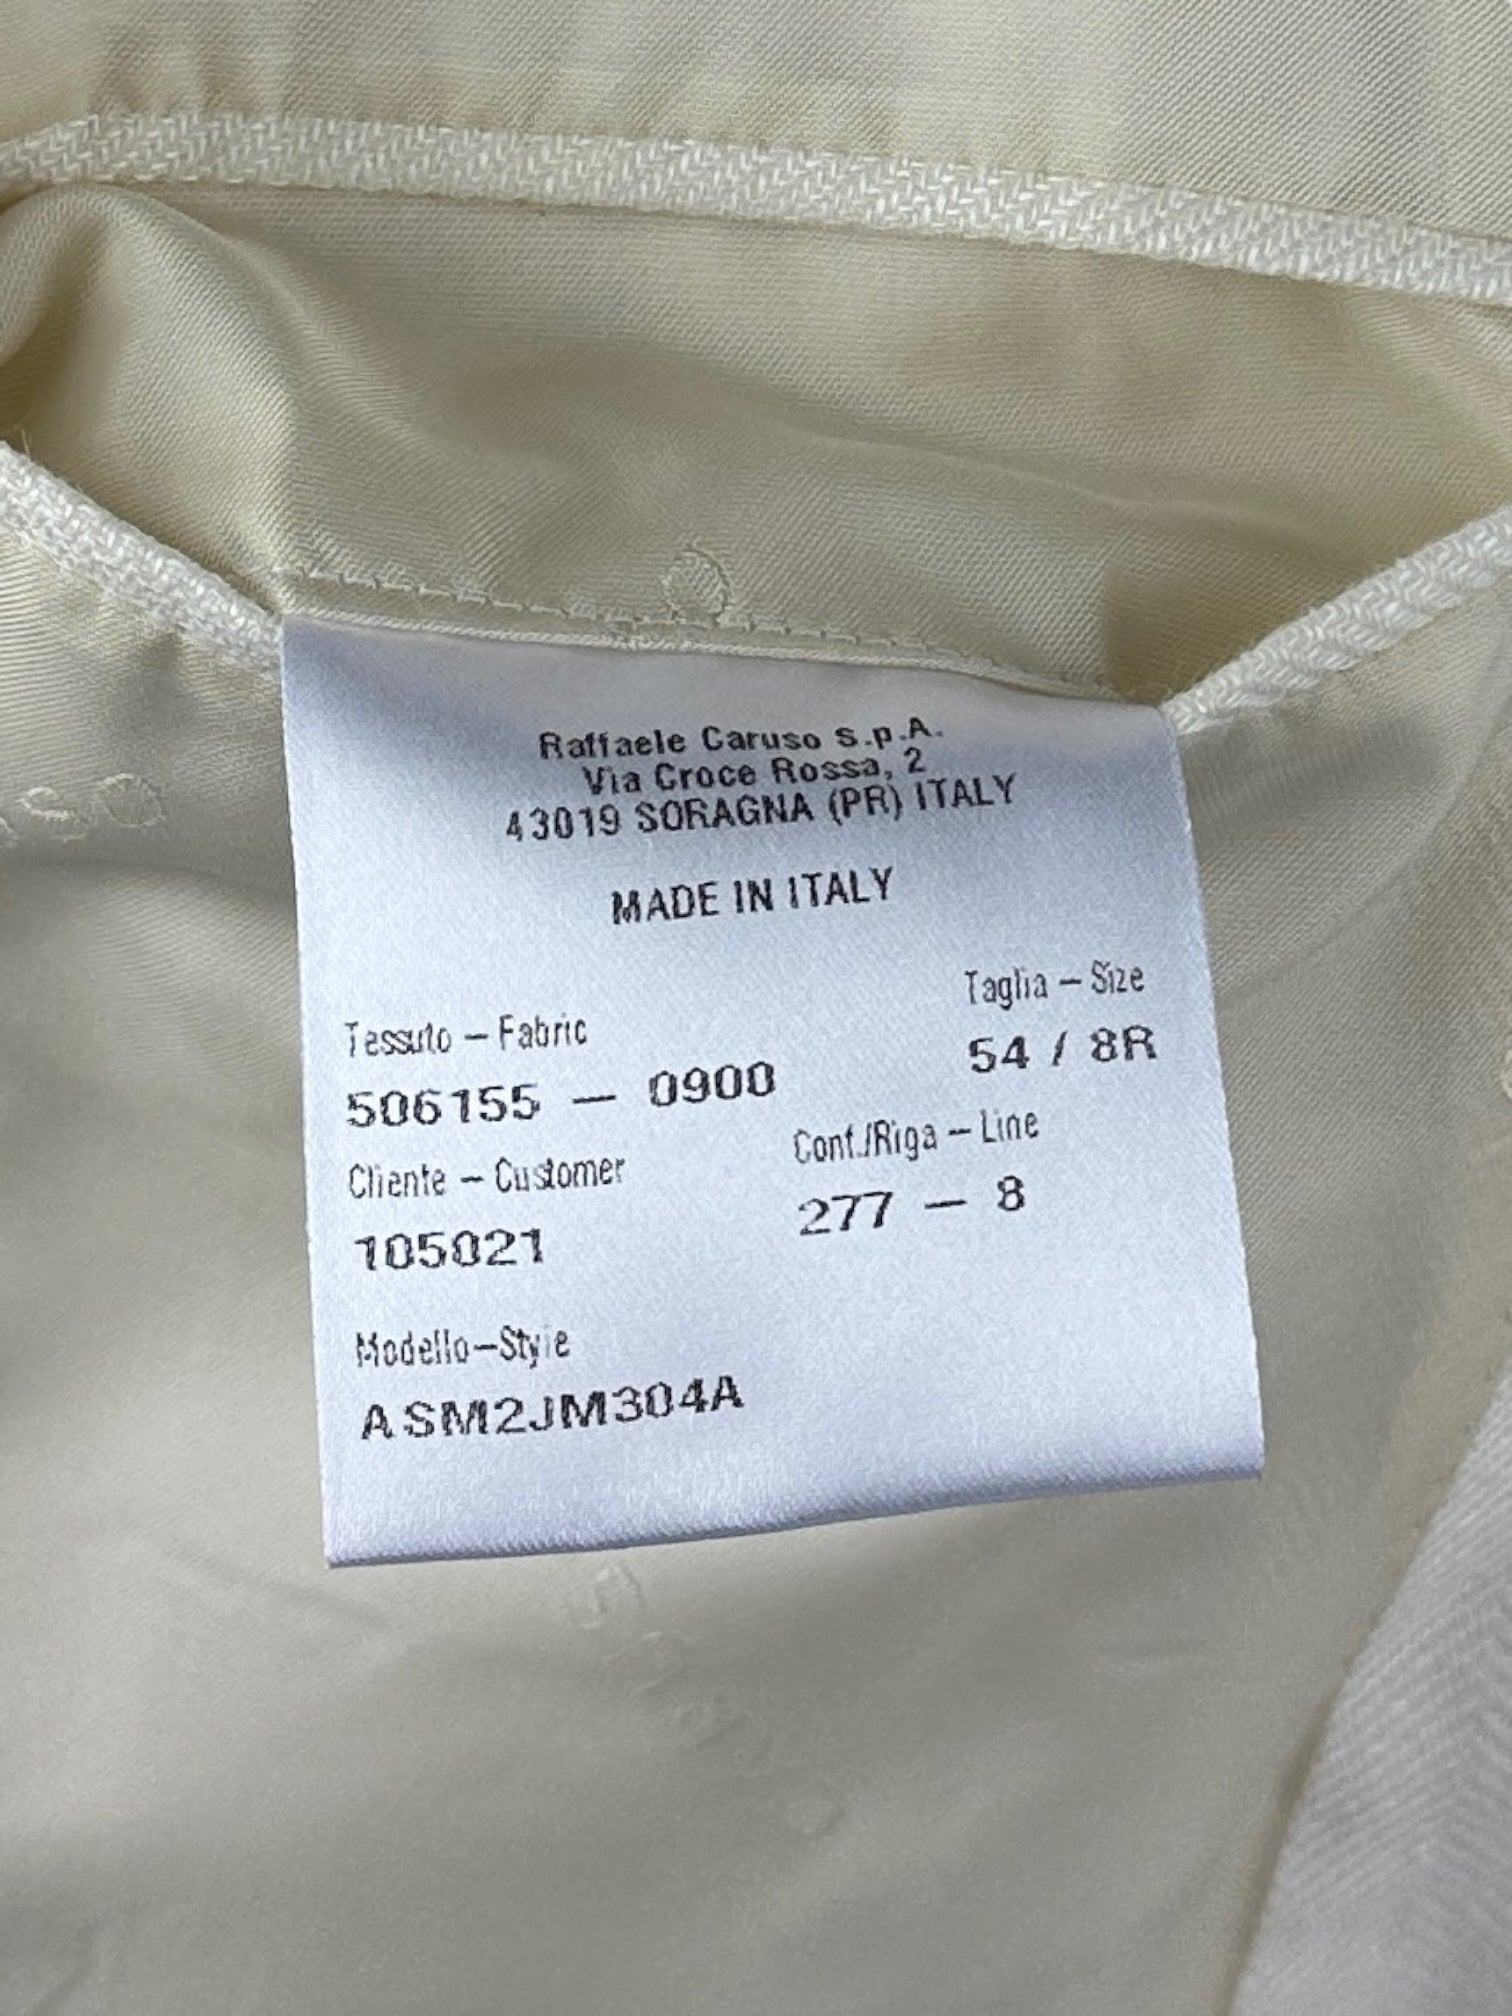 Raffaele Caruso s.p.A.
Via Croce Rossa, 2
43019 SORAGNA (PR) ITALY
MADE IN ITALY
Taglia – Size
54 / 8R
Tessuto – Fabric
506155 – 0900
Conf./Riga – Line
277 – 8
Cliente – Customer
105021
Modello–Style
ASM2JM304A